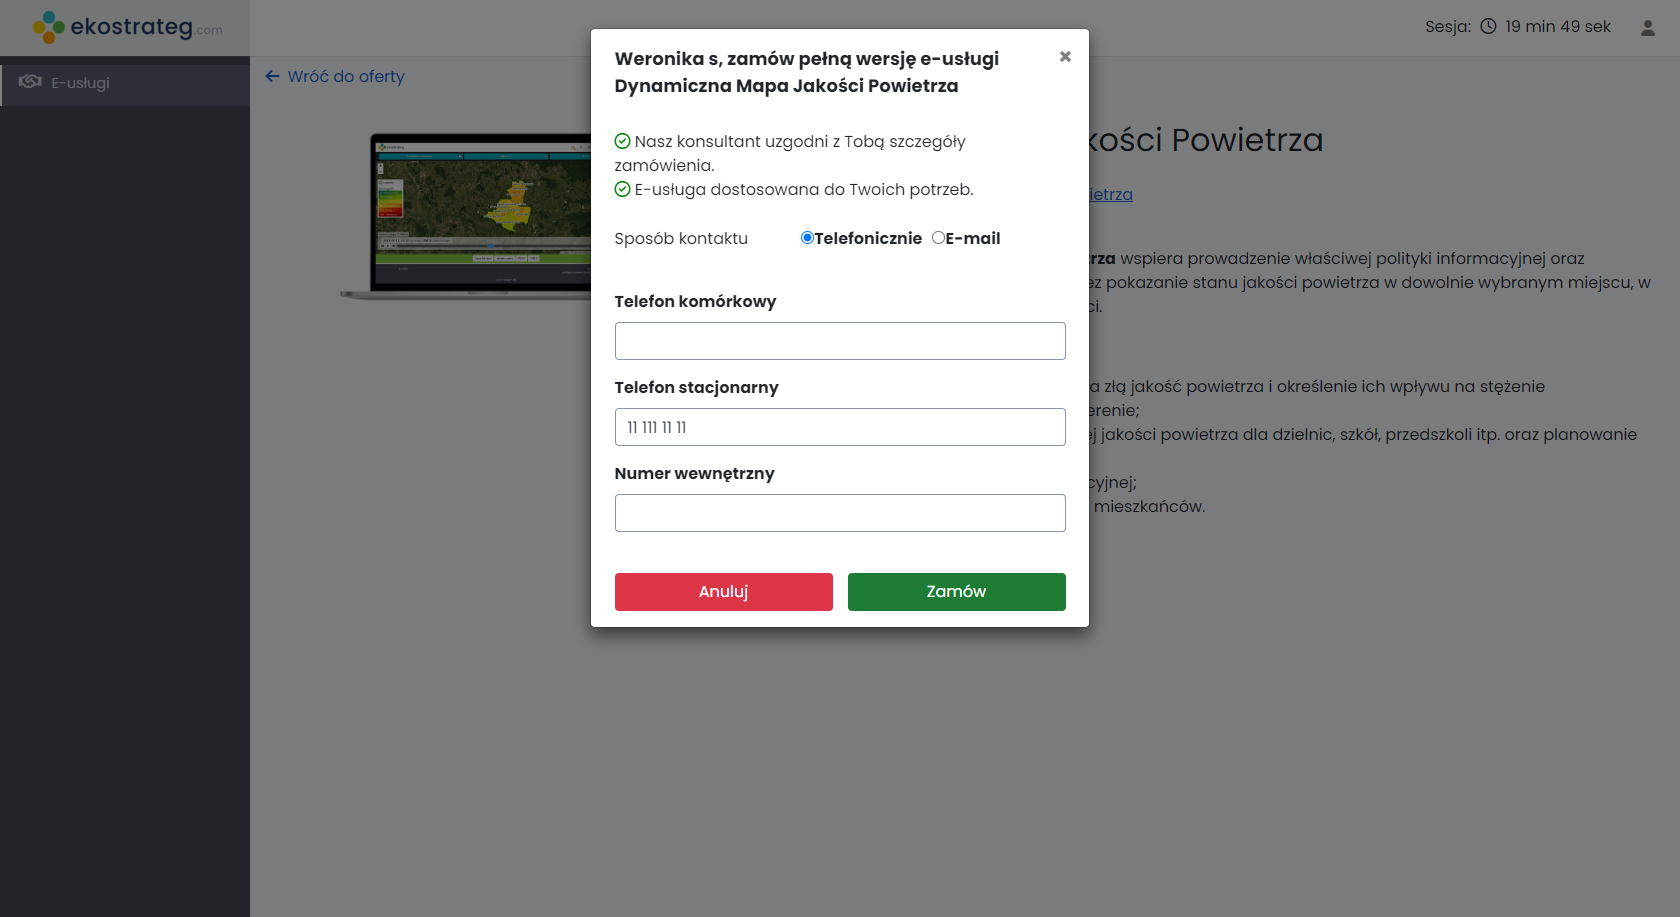 ekostrateg.com
Sesja: 19 min 49 sek
E-usługi
Wróć do oferty
Weronika s, zamów pełną wersję e-usługi
Dynamiczna Mapa Jakości Powietrza
×
Nasz konsultant uzgodni z Tobą szczegóły
zamówienia.
E-usługa dostosowana do Twoich potrzeb.
Sposób kontaktu Telefonicznie E-mail
Telefon komórkowy
Telefon stacjonarny
11 111 11 11
Numer wewnętrzny
Anuluj Zamów
kości Powietrza
ietrza
rza wspiera prowadzenie właściwej polityki informacyjnej oraz
ez pokazanie stanu jakości powietrza w dowolnie wybranym miejscu, w
ci.
a złą jakość powietrza i określenie ich wpływu na stężenie
erenie;
ej jakości powietrza dla dzielnic, szkół, przedszkoli itp. oraz planowanie
cyjnej;
mieszkańców.